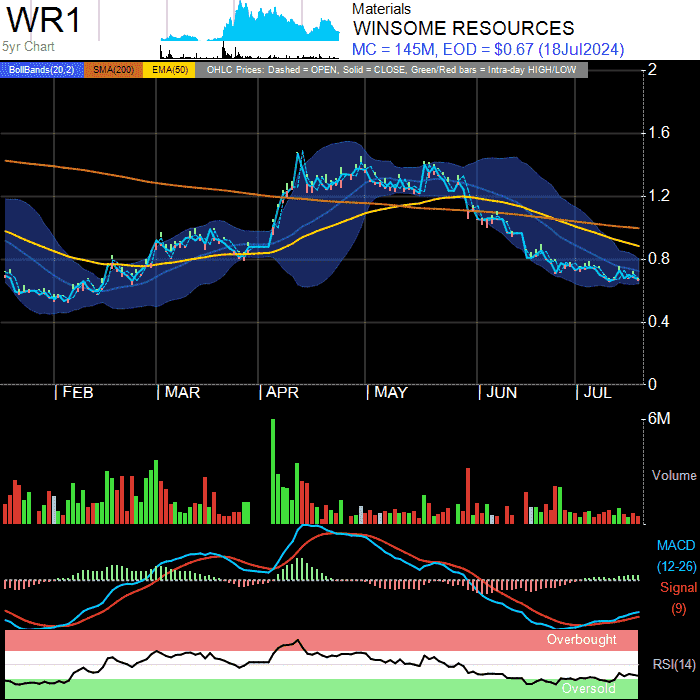 WR1
5yr Chart
Materials
WINSOME RESOURCES
MC = 145M, EOD = $0.67 (18Jul2024)
BollBands(20,2) SMA(200) EMA(50) OHLC Prices: Dashed = OPEN, Solid = CLOSE, Green/Red bars = Intra-day HIGH/LOW
2
1.6
1.2
0.8
0.4
0
FEB MAR APR MAY JUN JUL
6M
Volume
MACD
(12-26)
Signal
(9)
Overbought
RSI(14)
Oversold